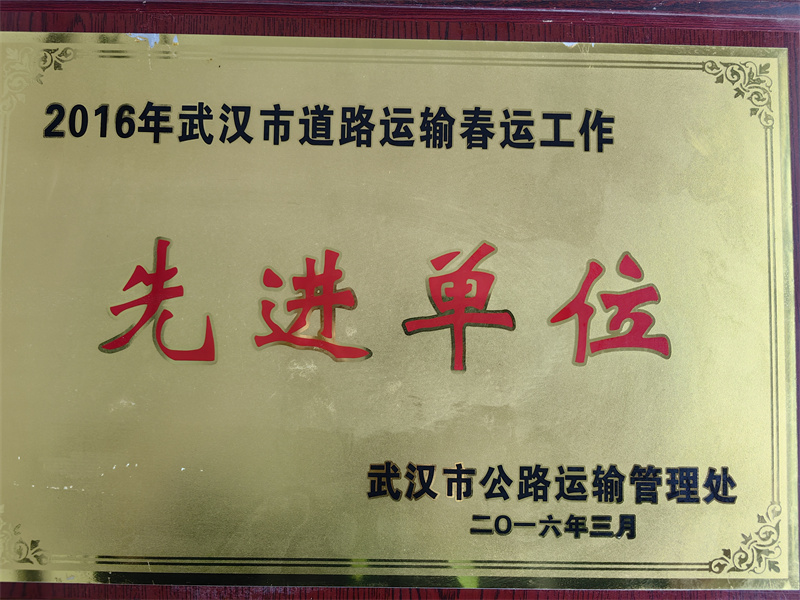 2016年武汉市道路运输春运工作
先进单位
武汉市公路运输管理处
二〇一六年三月